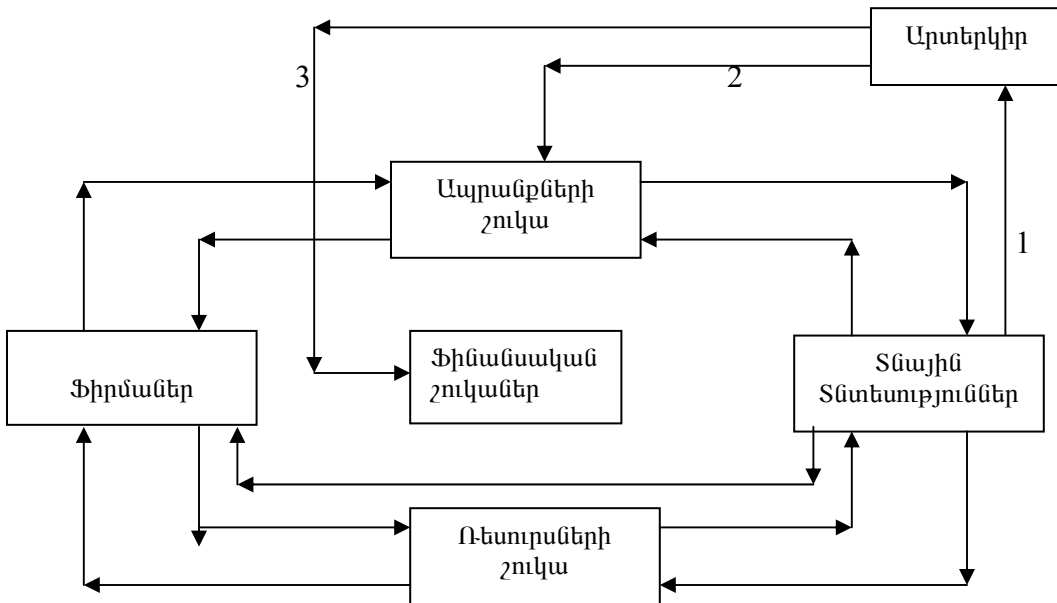 Արտերկիր
3
2
Ապրանքների
շուկա
1
Ֆիրմաներ
Ֆինանսական
շուկաներ
Տնային
Տնտեսություններ
Ռեսուրսների
շուկա